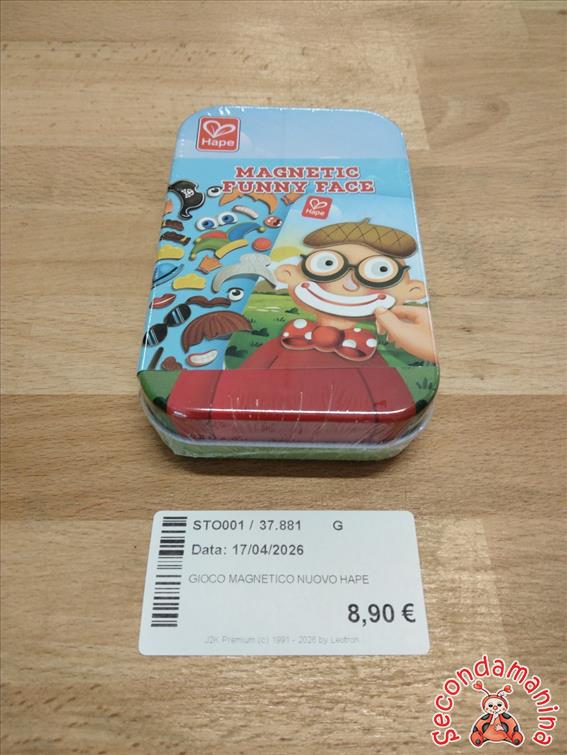 Hape
MAGNETIC
FUNNY FACE
Hape
STO001 / 37.881 G
Data: 17/04/2026
GIOCO MAGNETICO NUOVO HAPE
8,90 €
J2K Premium (c) 1991 - 2026 by Leotron
Secondamanina